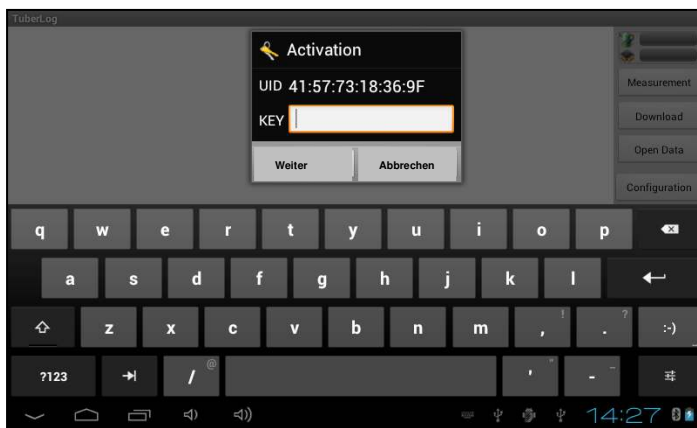 TuberLog
Activation
UID 41:57:73:18:36:9F
KEY
Weiter Abbrechen
Measurement
Download
Open Data
Configuration
q w e r t y u i o p
a s d f g h j k l
z x c v b n m , ! . ? :-)
?123 / @ ' " - _
14:27